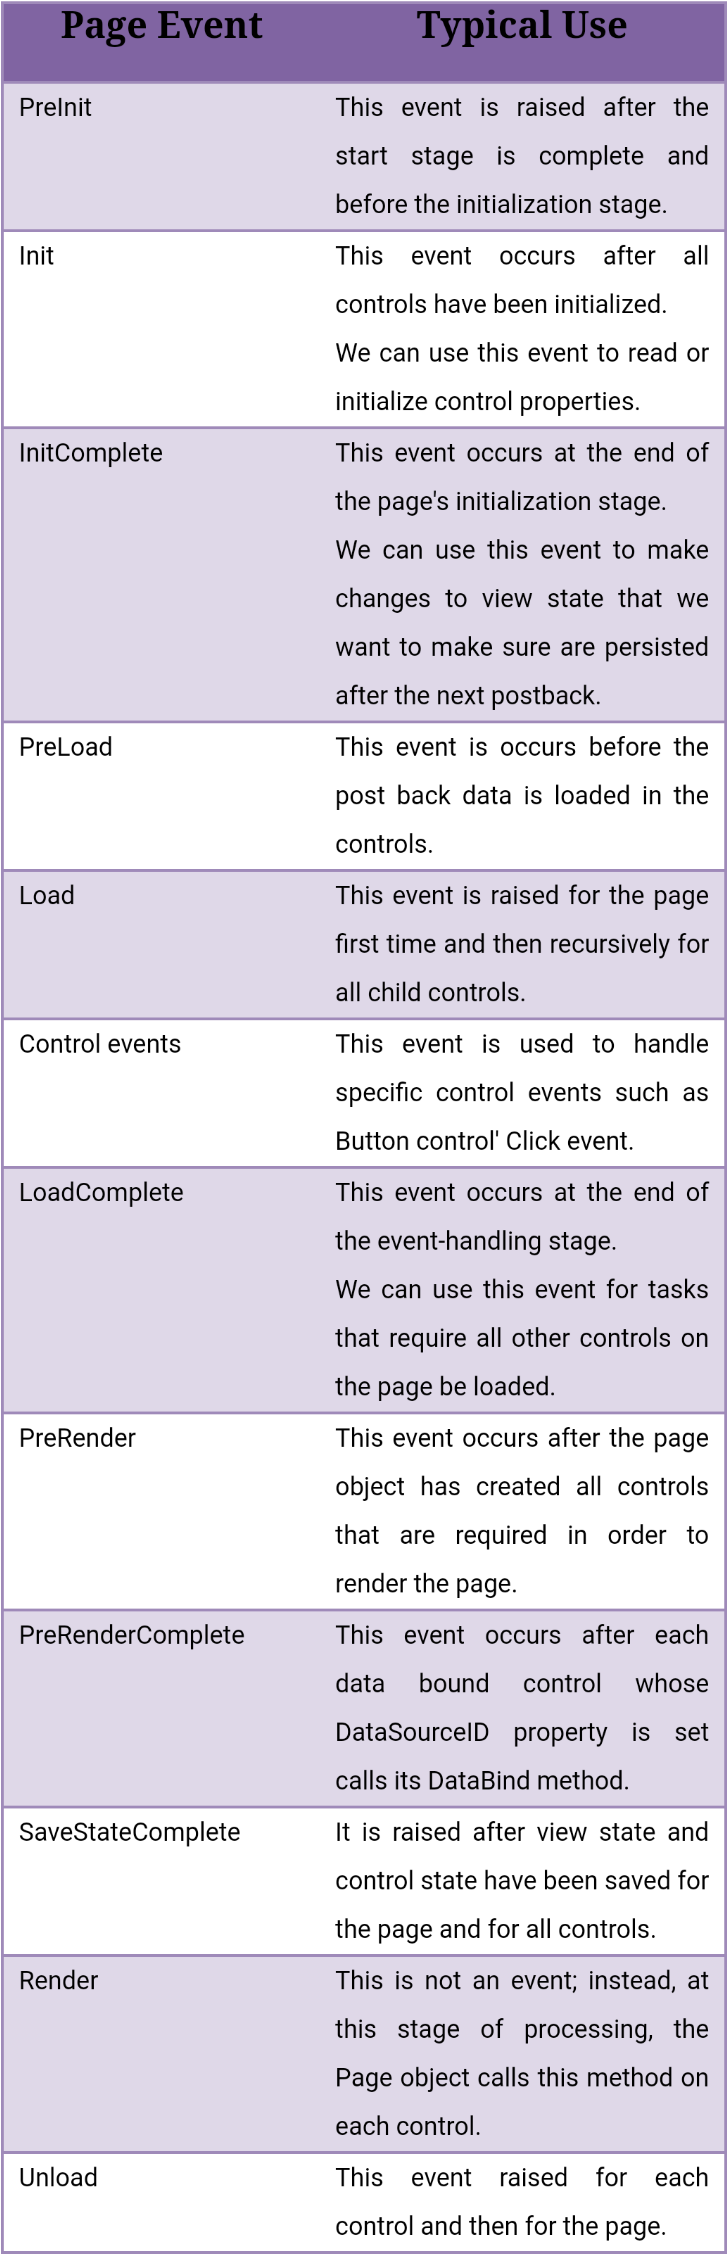 Page Event Typical Use
PreInit This event is raised after the
start stage is complete and
before the initialization stage.
Init This event occurs after all
controls have been initialized.
We can use this event to read or
initialize control properties.
InitComplete This event occurs at the end of
the page's initialization stage.
We can use this event to make
changes to view state that we
want to make sure are persisted
after the next postback.
PreLoad This event is occurs before the
post back data is loaded in the
controls.
Load This event is raised for the page
first time and then recursively for
all child controls.
Control events This event is used to handle
specific control events such as
Button control' Click event.
LoadComplete This event occurs at the end of
the event-handling stage.
We can use this event for tasks
that require all other controls on
the page be loaded.
PreRender This event occurs after the page
object has created all controls
that are required in order to
render the page.
PreRenderComplete This event occurs after each
data bound control whose
DataSourceID property is set
calls its DataBind method.
SaveStateComplete It is raised after view state and
control state have been saved for
the page and for all controls.
Render This is not an event; instead, at
this stage of processing, the
Page object calls this method on
each control.
Unload This event raised for each
control and then for the page.